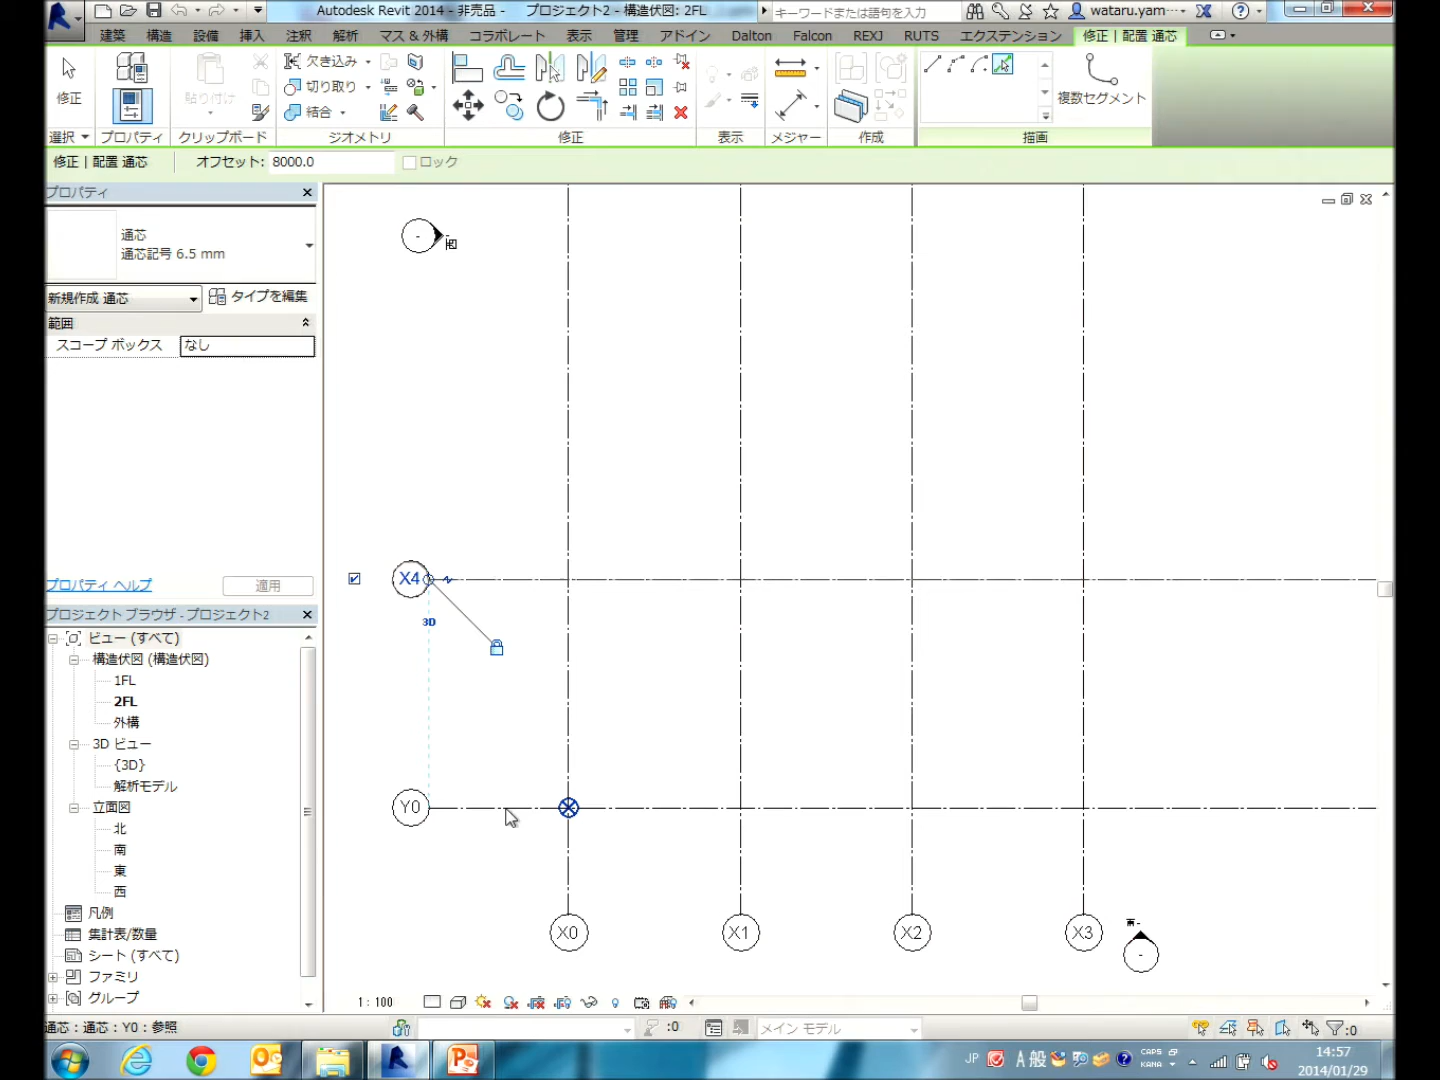 Autodesk Revit 2014 - 非売品 - プロジェクト2 - 構造伏図: 2FL
キーワードまたは語句を入力
wataru.yam…
建築 構造 設備 挿入 注釈 解析 マス & 外構 コラボレート 表示 管理 アドイン Dalton Falcon REXJ RUTS エクステンション 修正 | 配置 通芯
修正
貼り付け
欠き込み
切り取り
結合
複数セグメント
選択 プロパティ クリップボード ジオメトリ 修正 表示 メジャー 作成 描画
修正 | 配置 通芯 オフセット: 8000.0 ロック
プロパティ
通芯
通芯記号 6.5 mm
新規作成 通芯 タイプを編集
範囲
スコープ ボックス なし
プロパティ ヘルプ 適用
プロジェクト ブラウザ - プロジェクト2
ビュー (すべて)
構造伏図 (構造伏図)
1FL
2FL
外構
3D ビュー
{3D}
解析モデル
立面図
北
南
東
西
凡例
集計表/数量
シート (すべて)
ファミリ
グループ
X4
3D
Y0
X0 X1 X2 X3
1 : 100
通芯 : 通芯 : Y0 : 参照
:0
メイン モデル
:0
JP
A 般
CAPS
KANA
14:57
2014/01/29